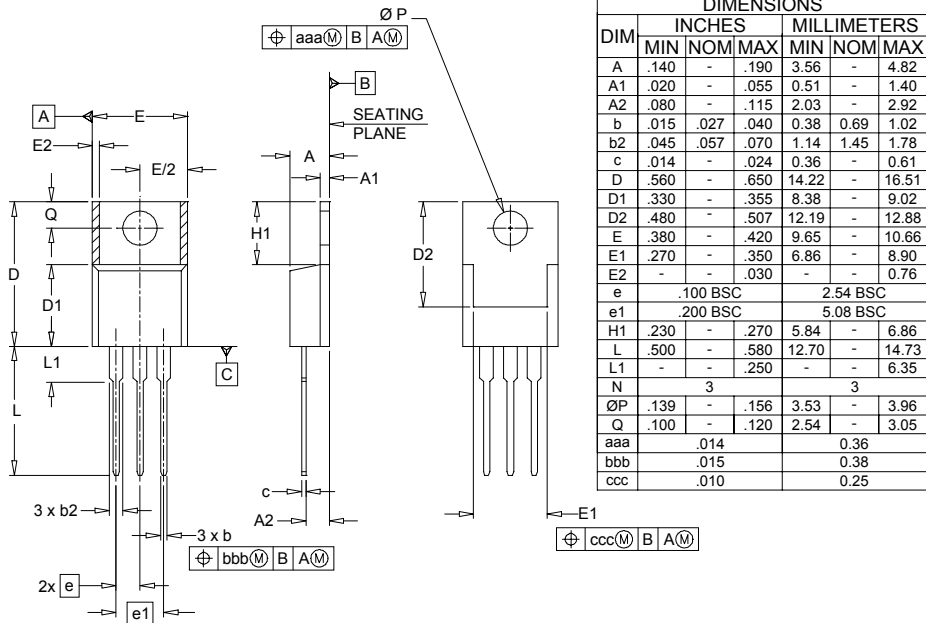 DIMENSIONS
DIM INCHES MILLIMETERS
MIN NOM MAX MIN NOM MAX
A .140 - .190 3.56 - 4.82
A1 .020 - .055 0.51 - 1.40
A2 .080 - .115 2.03 - 2.92
b .015 .027 .040 0.38 0.69 1.02
b2 .045 .057 .070 1.14 1.45 1.78
c .014 - .024 0.36 - 0.61
D .560 - .650 14.22 - 16.51
D1 .330 - .355 8.38 - 9.02
D2 .480 - .507 12.19 - 12.88
E .380 - .420 9.65 - 10.66
E1 .270 - .350 6.86 - 8.90
E2 - - .030 - - 0.76
e .100 BSC 2.54 BSC
e1 .200 BSC 5.08 BSC
H1 .230 - .270 5.84 - 6.86
L .500 - .580 12.70 - 14.73
L1 - - .250 - - 6.35
N 3 3
ØP .139 - .156 3.53 - 3.96
Q .100 - .120 2.54 - 3.05
aaa .014 0.36
bbb .015 0.38
ccc .010 0.25
Ø P
⌖ aaaⓂ B AⓂ
B
SEATING
PLANE
A
E
E2
E/2
A
A1
Q
H1
D2
D
D1
L1
C
L
c
3 x b2
A2
3 x b
E1
⌖ bbbⓂ B AⓂ
⌖ cccⓂ B AⓂ
2x e
e1